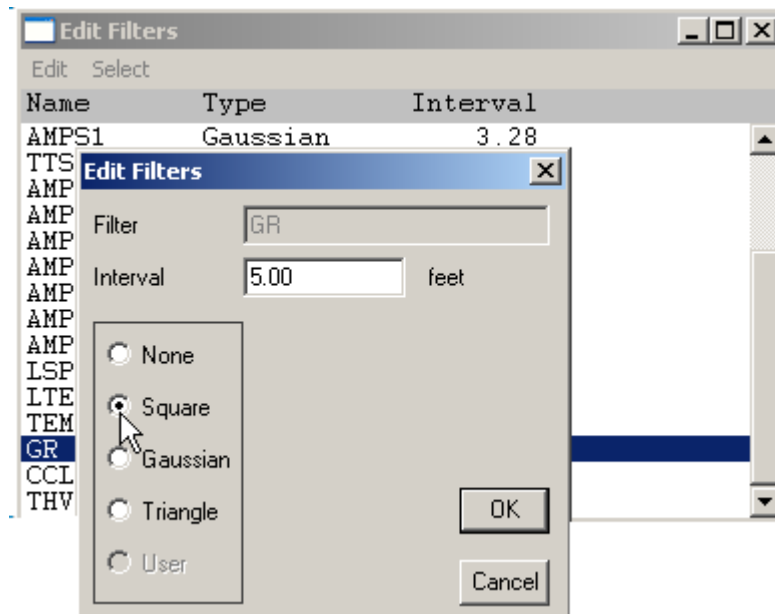 Edit Filters
Edit Select
Name Type Interval
AMPS1 Gaussian 3.28
TTS
AMP
AMP
AMP
AMP
AMP
AMP
AMP
LSP
LTE
TEM
GR
CCL
THV
Edit Filters
Filter GR
Interval 5.00 feet
None
Square
Gaussian
Triangle
User
OK
Cancel